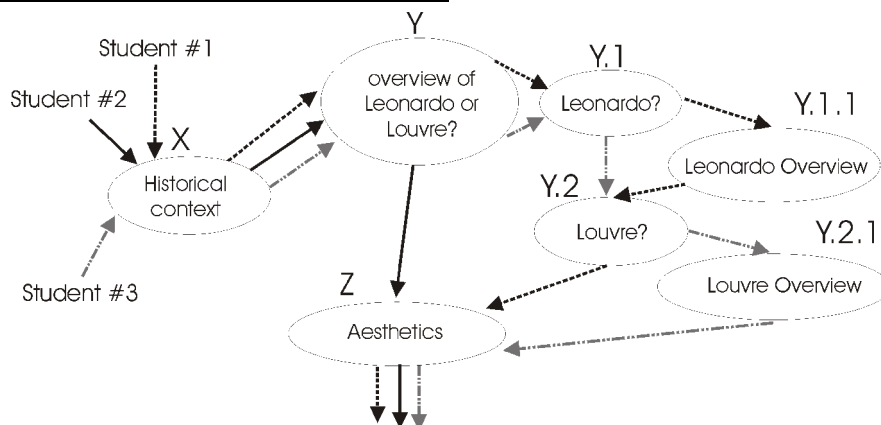 Student #1
Student #2
X
Historical
context
Student #3
Y
overview of
Leonardo or
Louvre?
Y.1
Leonardo?
Y.1.1
Leonardo Overview
Y.2
Louvre?
Y.2.1
Louvre Overview
Z
Aesthetics